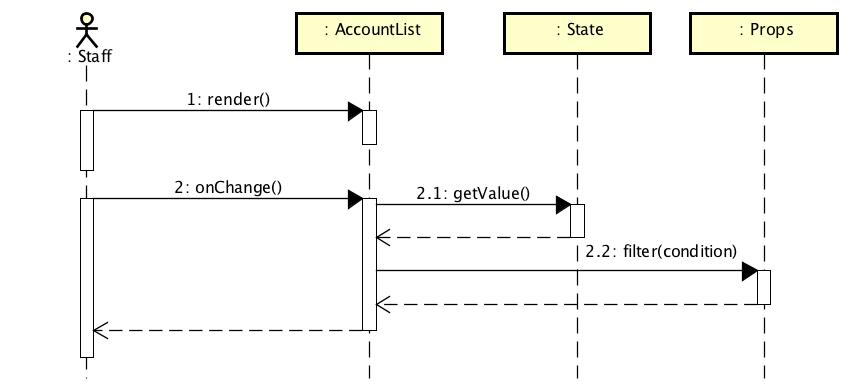 : Staff
: AccountList
: State
: Props
1: render()
2: onChange()
2.1: getValue()
2.2: filter(condition)